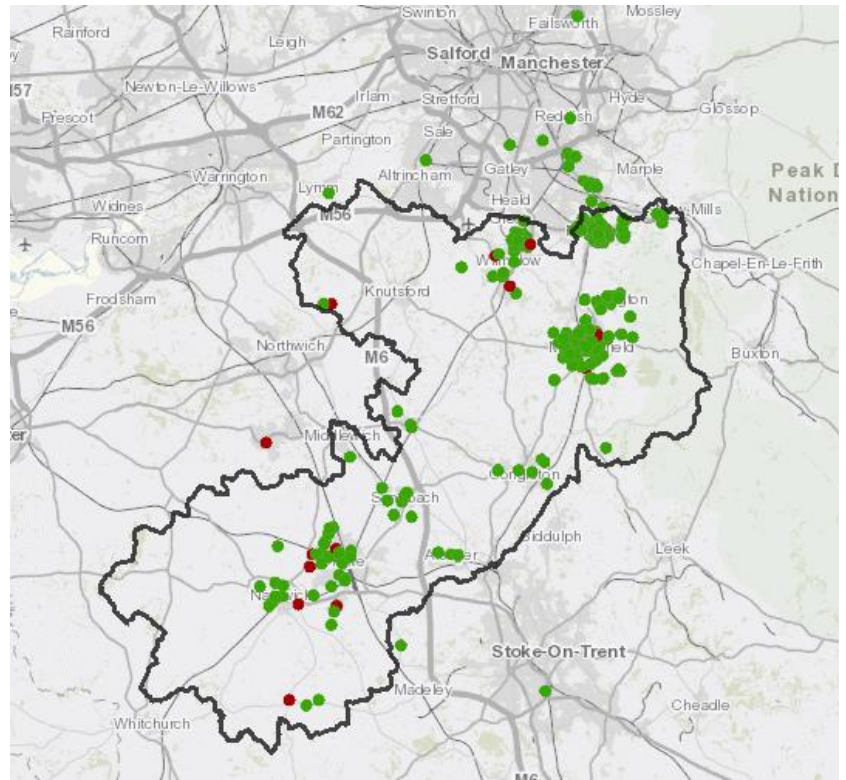 Swinton
Failsworth
Mossley
Rainford
Leigh
Salford
Manchester
Newton-Le-Willows
M57
Irlam
Stretford
Hyde
Glossop
Prescot
M62
Partington
Sale
Altrincham
Gatley
Marple
Peak D
Nation
Warrington
Lymm
Heald
Widnes
M56
Mills
Runcorn
Chapel-En-Le-Frith
Frodsham
Knutsford
M56
Northwich
M6
Buxton
Middlewich
Biddulph
Leek
Stoke-On-Trent
Madeley
Cheadle
Whitchurch
M6